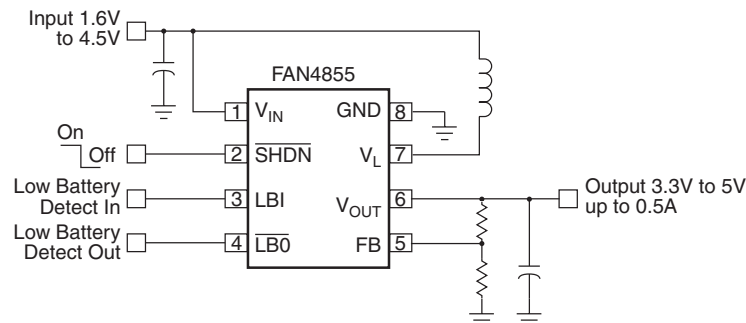 Input 1.6V
to 4.5V
FAN4855
1 VIN GND 8
On
Off 2 SHDN VL 7
Low Battery
Detect In 3 LBI VOUT 6
Output 3.3V to 5V
up to 0.5A
Low Battery
Detect Out 4 LB0 FB 5